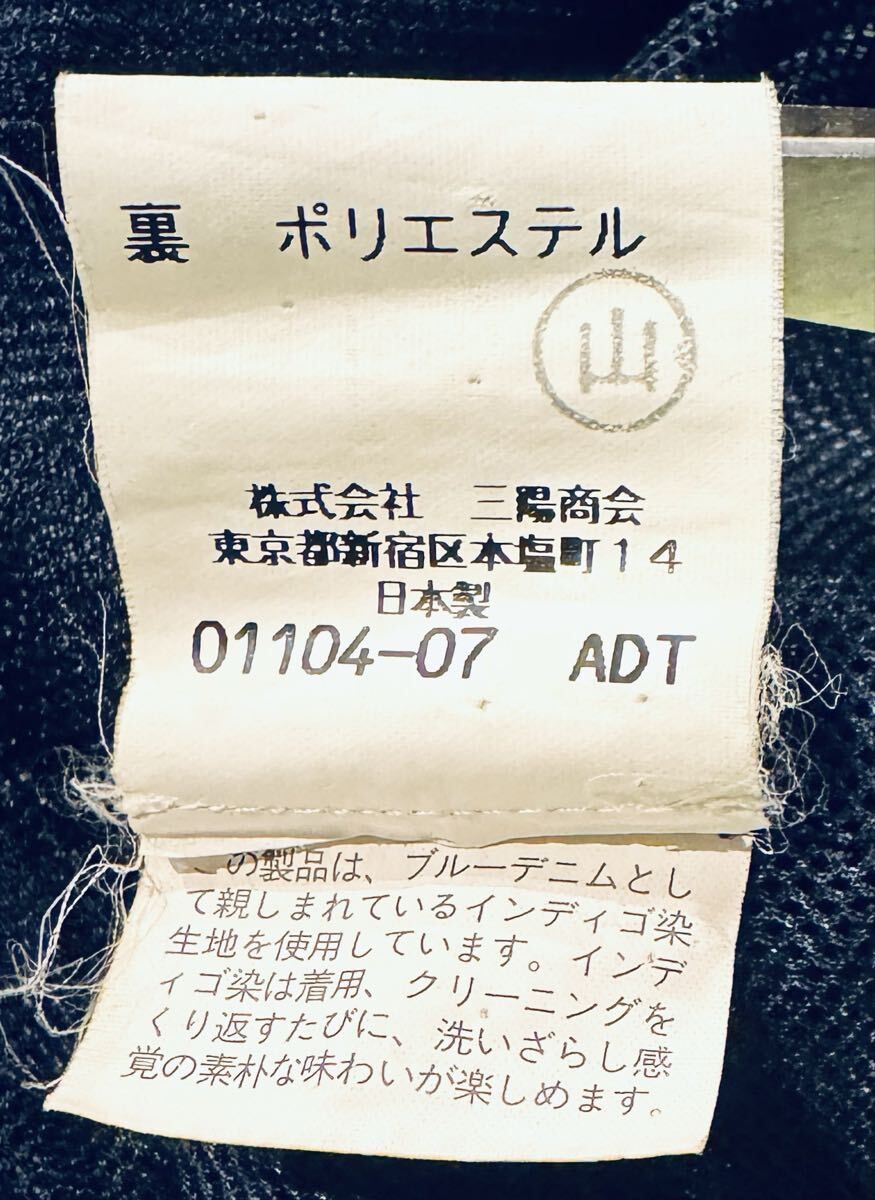 裏 ポリエステル
山
株式会社 三陽商会
東京都新宿区本塩町14
日本製
01104-07 ADT
の製品は、ブルーデニムとし
て親しまれているインディゴ染
生地を使用しています。インデ
ィゴ染は着用、クリーニングを
くり返すたびに、洗いざらし感
覚の素朴な味わいが楽しめます。